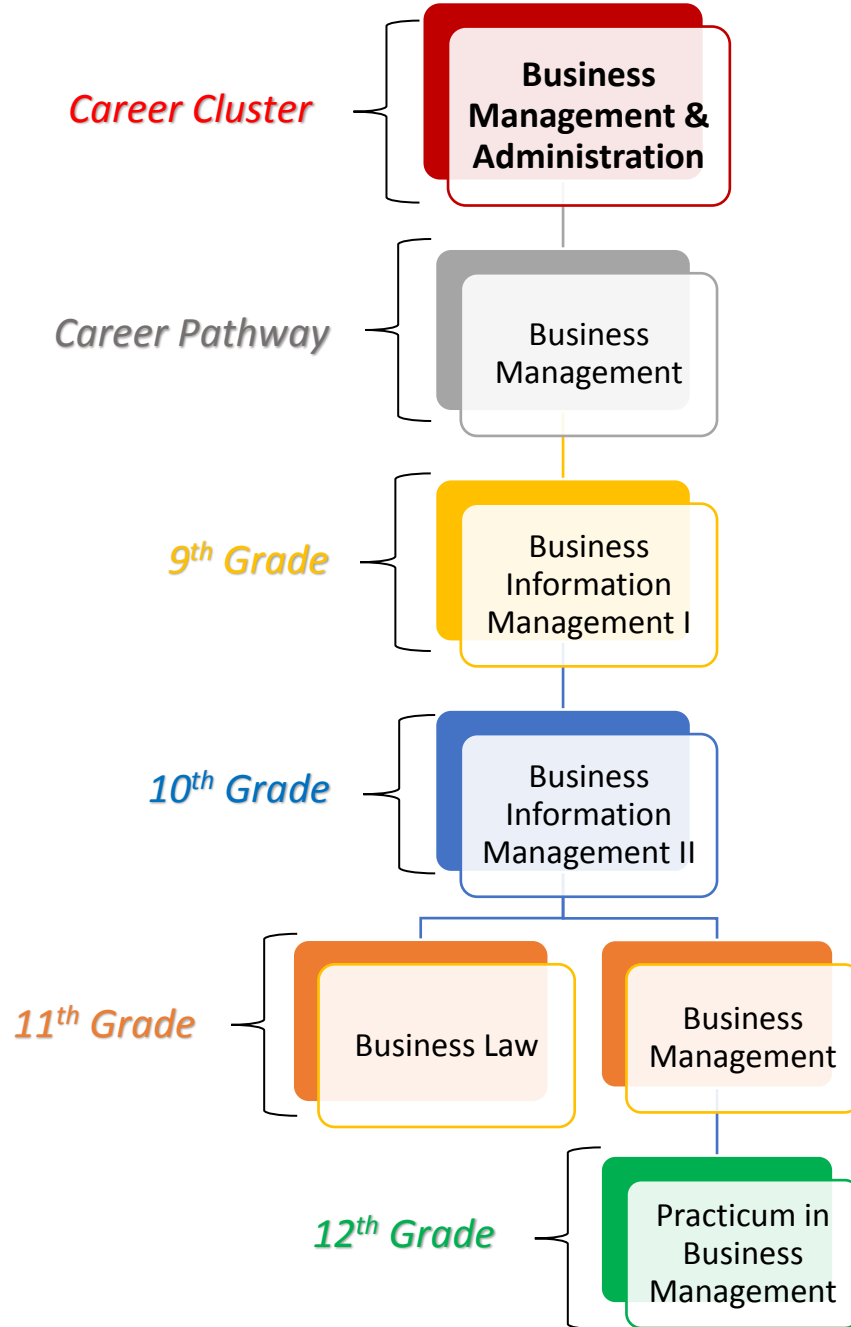 Career Cluster
Business
Management &
Administration
Career Pathway
Business
Management
9th Grade
Business
Information
Management I
10th Grade
Business
Information
Management II
11th Grade
Business Law
Business
Management
12th Grade
Practicum in
Business
Management